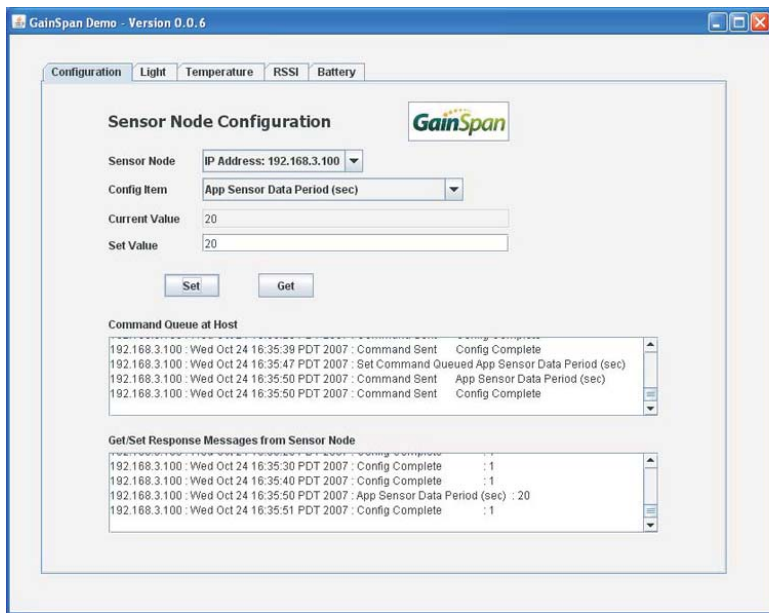 GainSpan Demo - Version 0.0.6
Configuration Light Temperature RSSI Battery
Sensor Node Configuration
GainSpan
Sensor Node IP Address: 192.168.3.100
Config Item App Sensor Data Period (sec)
Current Value 20
Set Value 20
Set Get
Command Queue at Host
192.168.3.100 : Wed Oct 24 16:35:39 PDT 2007 : Command Sent Config Complete
192.168.3.100 : Wed Oct 24 16:35:47 PDT 2007 : Set Command Queued App Sensor Data Period (sec)
192.168.3.100 : Wed Oct 24 16:35:50 PDT 2007 : Command Sent App Sensor Data Period (sec)
192.168.3.100 : Wed Oct 24 16:35:50 PDT 2007 : Command Sent Config Complete
Get/Set Response Messages from Sensor Node
192.168.3.100 : Wed Oct 24 16:35:30 PDT 2007 : Config Complete : 1
192.168.3.100 : Wed Oct 24 16:35:40 PDT 2007 : Config Complete : 1
192.168.3.100 : Wed Oct 24 16:35:50 PDT 2007 : App Sensor Data Period (sec) : 20
192.168.3.100 : Wed Oct 24 16:35:51 PDT 2007 : Config Complete : 1